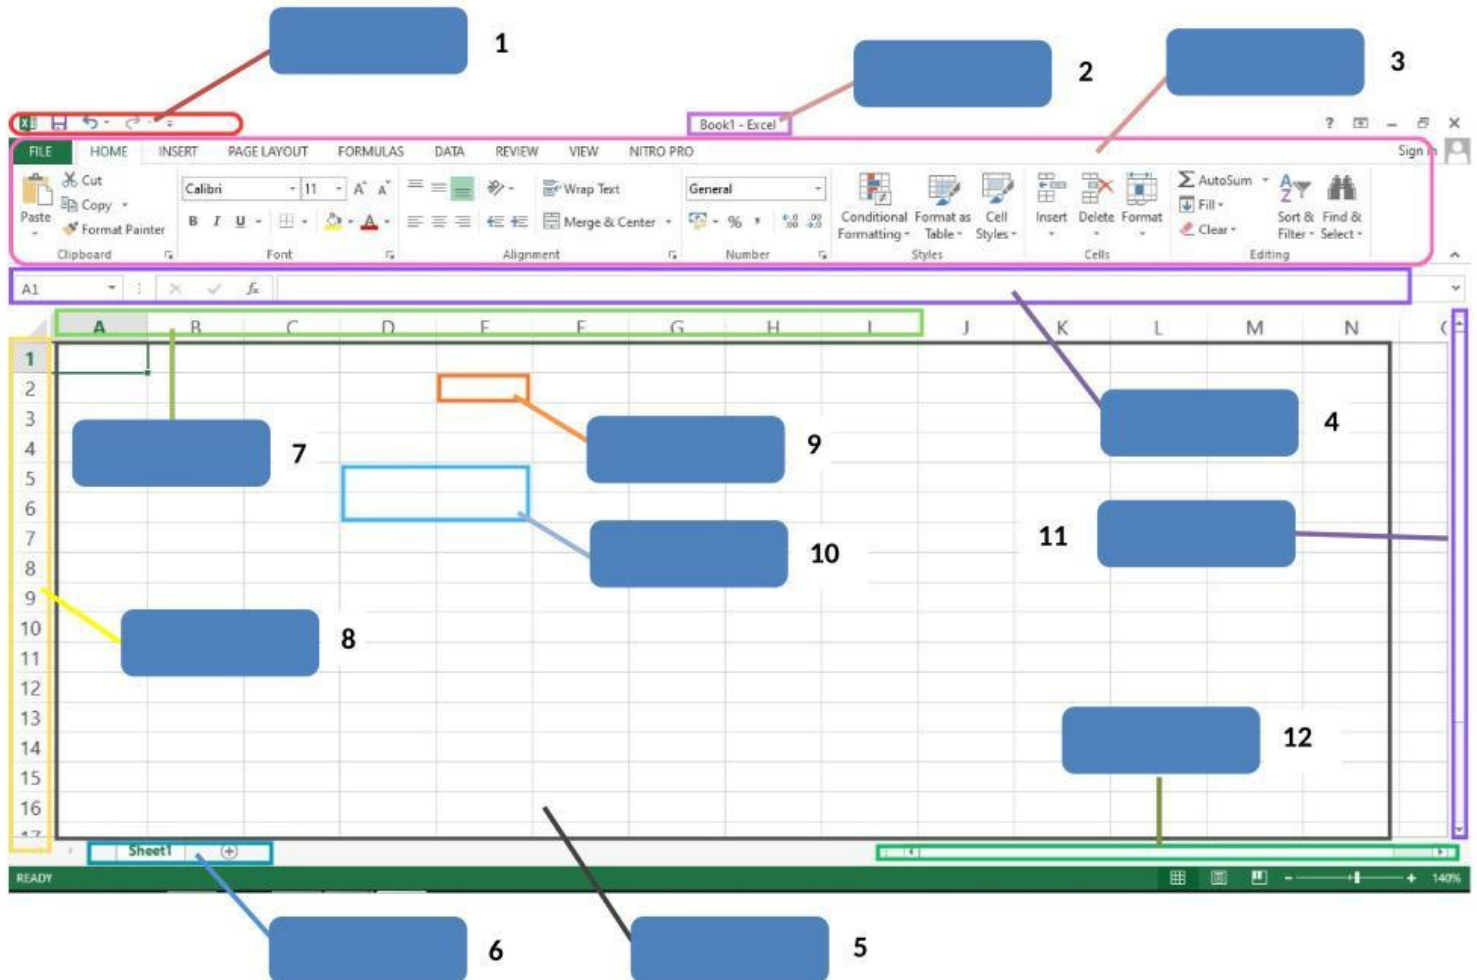 1
2
3
Book1 - Excel
?
FILE HOME INSERT PAGE LAYOUT FORMULAS DATA REVIEW VIEW NITRO PRO
Cut
Calibri 11 A A
Wrap Text
General
AutoSum
Copy
Fill
Paste
B I U A
Merge & Center
%
Conditional Format as Cell Insert Delete Format
Sort & Find &
Format Painter
Formatting Table Styles
Clear
Filter Select
Clipboard Font Alignment Number Styles Cells Editing
A1 fx
A B C D E F G H I J K L M N
1
2
3
4
5
6
7
8
9
10
11
12
13
14
15
16
17
7
9
4
10
11
8
12
Sheet1
READY 140%
6
5